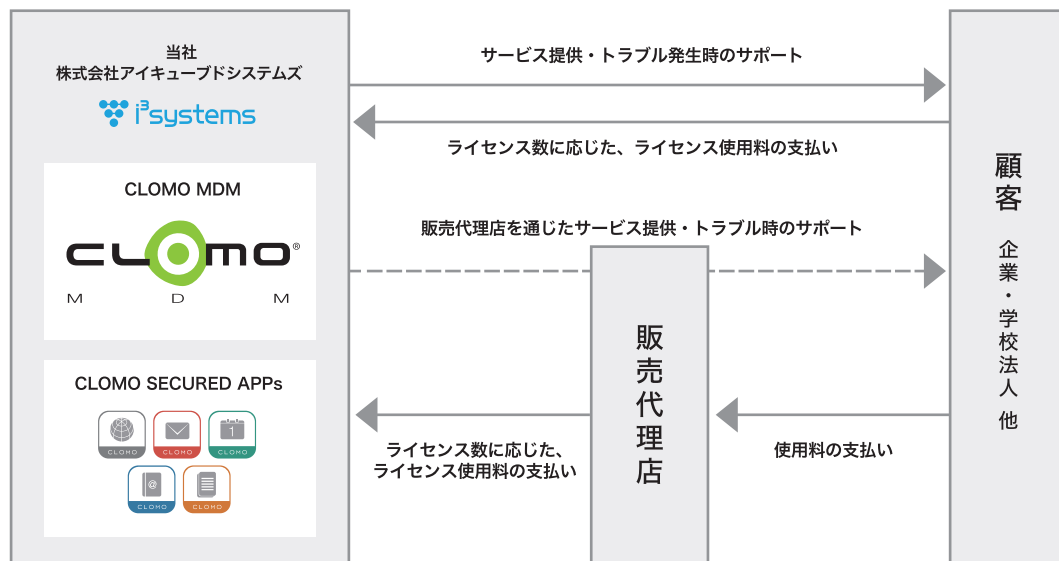 当社
株式会社アイキューブドシステムズ
i³systems
CLOMO MDM
CLOMO®
M D M
CLOMO SECURED APPs
CLOMO
CLOMO
1
CLOMO
@
CLOMO
CLOMO
サービス提供・トラブル発生時のサポート
ライセンス数に応じた、ライセンス使用料の支払い
販売代理店を通じたサービス提供・トラブル時のサポート
販売代理店
ライセンス数に応じた、
ライセンス使用料の支払い
使用料の支払い
顧客 企業・学校法人 他